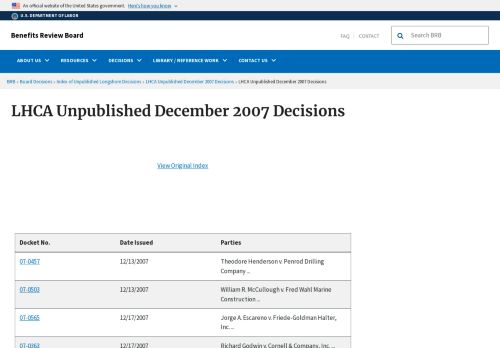 An official website of the United States government. Here's how you know
U.S. DEPARTMENT OF LABOR
Benefits Review Board
FAQ CONTACT
Search BRB
ABOUT US RESOURCES DECISIONS LIBRARY / REFERENCE WORK CONTACT US
BRB › Board Decisions › Index of Unpublished Longshore Decisions › LHCA Unpublished December 2007 Decisions › LHCA Unpublished December 2007 Decisions
LHCA Unpublished December 2007 Decisions
View Original Index
Docket No. Date Issued Parties
07-0457 12/13/2007 Theodore Henderson v. Penrod Drilling
Company ...
07-0503 12/13/2007 William R. McCullough v. Fred Wahl Marine
Construction ...
07-0565 12/17/2007 Jorge A. Escareno v. Friede-Goldman Halter,
Inc. ...
07-0363 12/17/2007 Richard Godwin v. Cornell & Company, Inc. ...